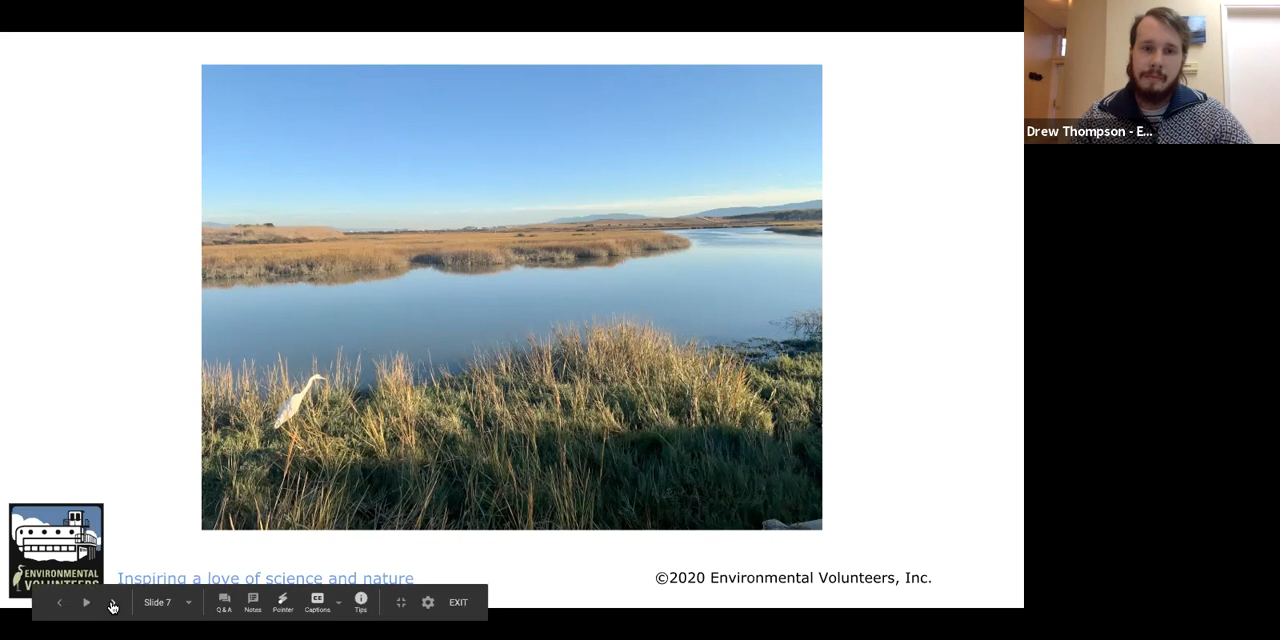 Drew Thompson - E...
ENVIRONMENTAL
VOLUNTEERS
Inspiring a love of science and nature
©2020 Environmental Volunteers, Inc.
Slide 7
Q & A
Notes
Pointer
CC
Captions
Tips
EXIT